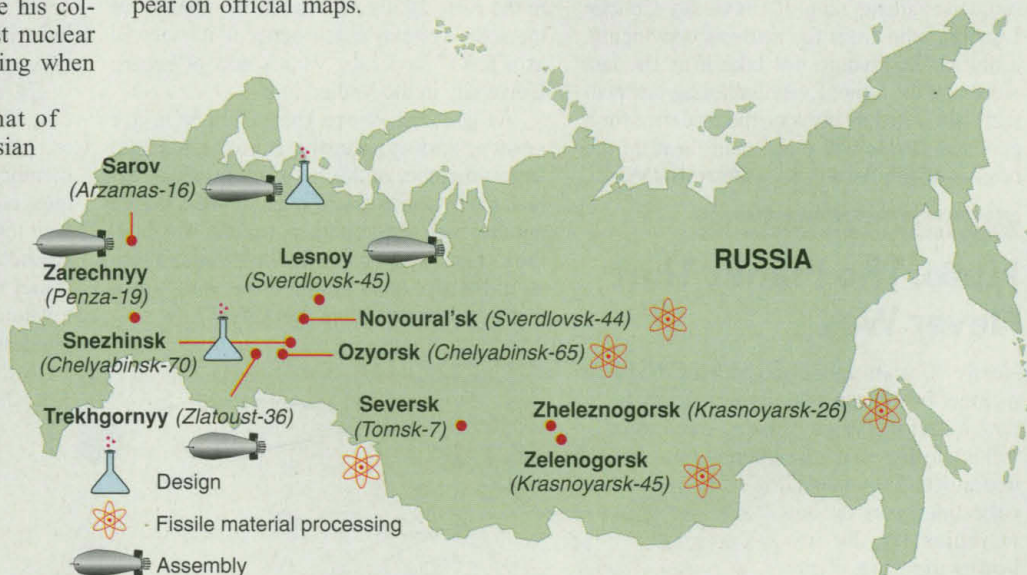 e his col-
t nuclear
ing when
pear on official maps.
nat of
sian
Sarov
(Arzamas-16)
Zarechnyy
(Penza-19)
Lesnoy
(Sverdlovsk-45)
RUSSIA
Novoural'sk (Sverdlovsk-44)
Snezhinsk
(Chelyabinsk-70)
Ozyorsk (Chelyabinsk-65)
Trekhgornyy (Zlatoust-36)
Seversk
(Tomsk-7)
Zheleznogorsk (Krasnoyarsk-26)
Zelenogorsk
(Krasnoyarsk-45)
Design
Fissile material processing
Assembly